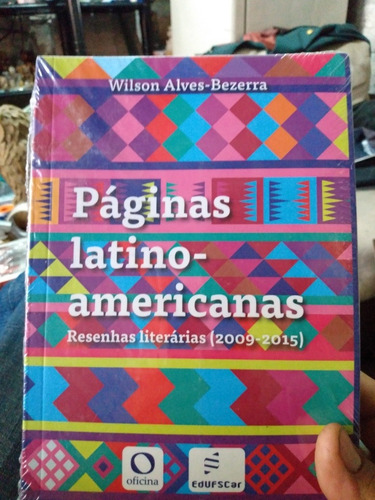 Wilson Alves-Bezerra
Páginas
latino-
americanas
Resenhas literárias (2009-2015)
oficina
EdUFSCar